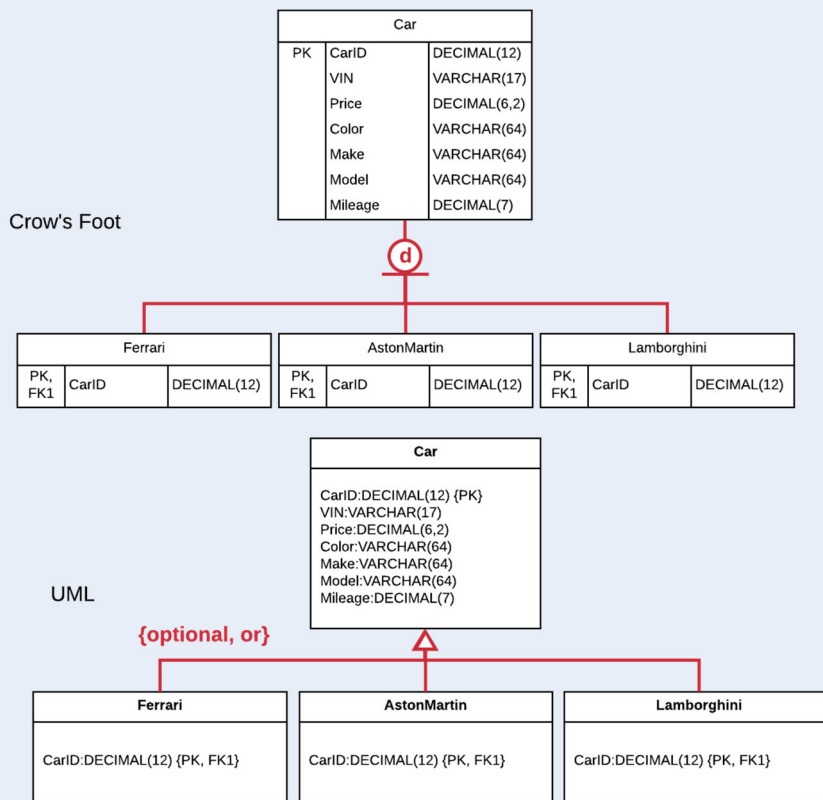 Car
PK CarID DECIMAL(12)
VIN VARCHAR(17)
Price DECIMAL(6,2)
Color VARCHAR(64)
Make VARCHAR(64)
Model VARCHAR(64)
Mileage DECIMAL(7)
Crow's Foot
d
Ferrari
PK,
FK1 CarID DECIMAL(12)
AstonMartin
PK,
FK1 CarID DECIMAL(12)
Lamborghini
PK,
FK1 CarID DECIMAL(12)
Car
CarID:DECIMAL(12) {PK}
VIN:VARCHAR(17)
Price:DECIMAL(6,2)
Color:VARCHAR(64)
Make:VARCHAR(64)
Model:VARCHAR(64)
Mileage:DECIMAL(7)
UML
{optional, or}
Ferrari
CarID:DECIMAL(12) {PK, FK1}
AstonMartin
CarID:DECIMAL(12) {PK, FK1}
Lamborghini
CarID:DECIMAL(12) {PK, FK1}